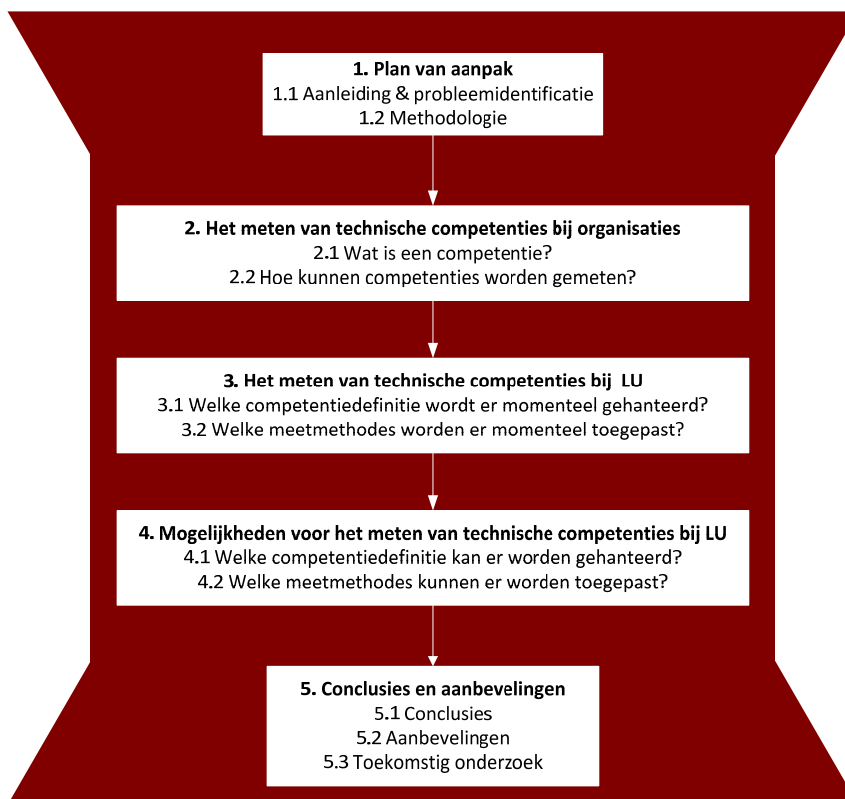 1. Plan van aanpak
1.1 Aanleiding & probleemidentificatie
1.2 Methodologie
2. Het meten van technische competenties bij organisaties
2.1 Wat is een competentie?
2.2 Hoe kunnen competenties worden gemeten?
3. Het meten van technische competenties bij LU
3.1 Welke competentiedefinitie wordt er momenteel gehanteerd?
3.2 Welke meetmethodes worden er momenteel toegepast?
4. Mogelijkheden voor het meten van technische competenties bij LU
4.1 Welke competentiedefinitie kan er worden gehanteerd?
4.2 Welke meetmethodes kunnen er worden toegepast?
5. Conclusies en aanbevelingen
5.1 Conclusies
5.2 Aanbevelingen
5.3 Toekomstig onderzoek